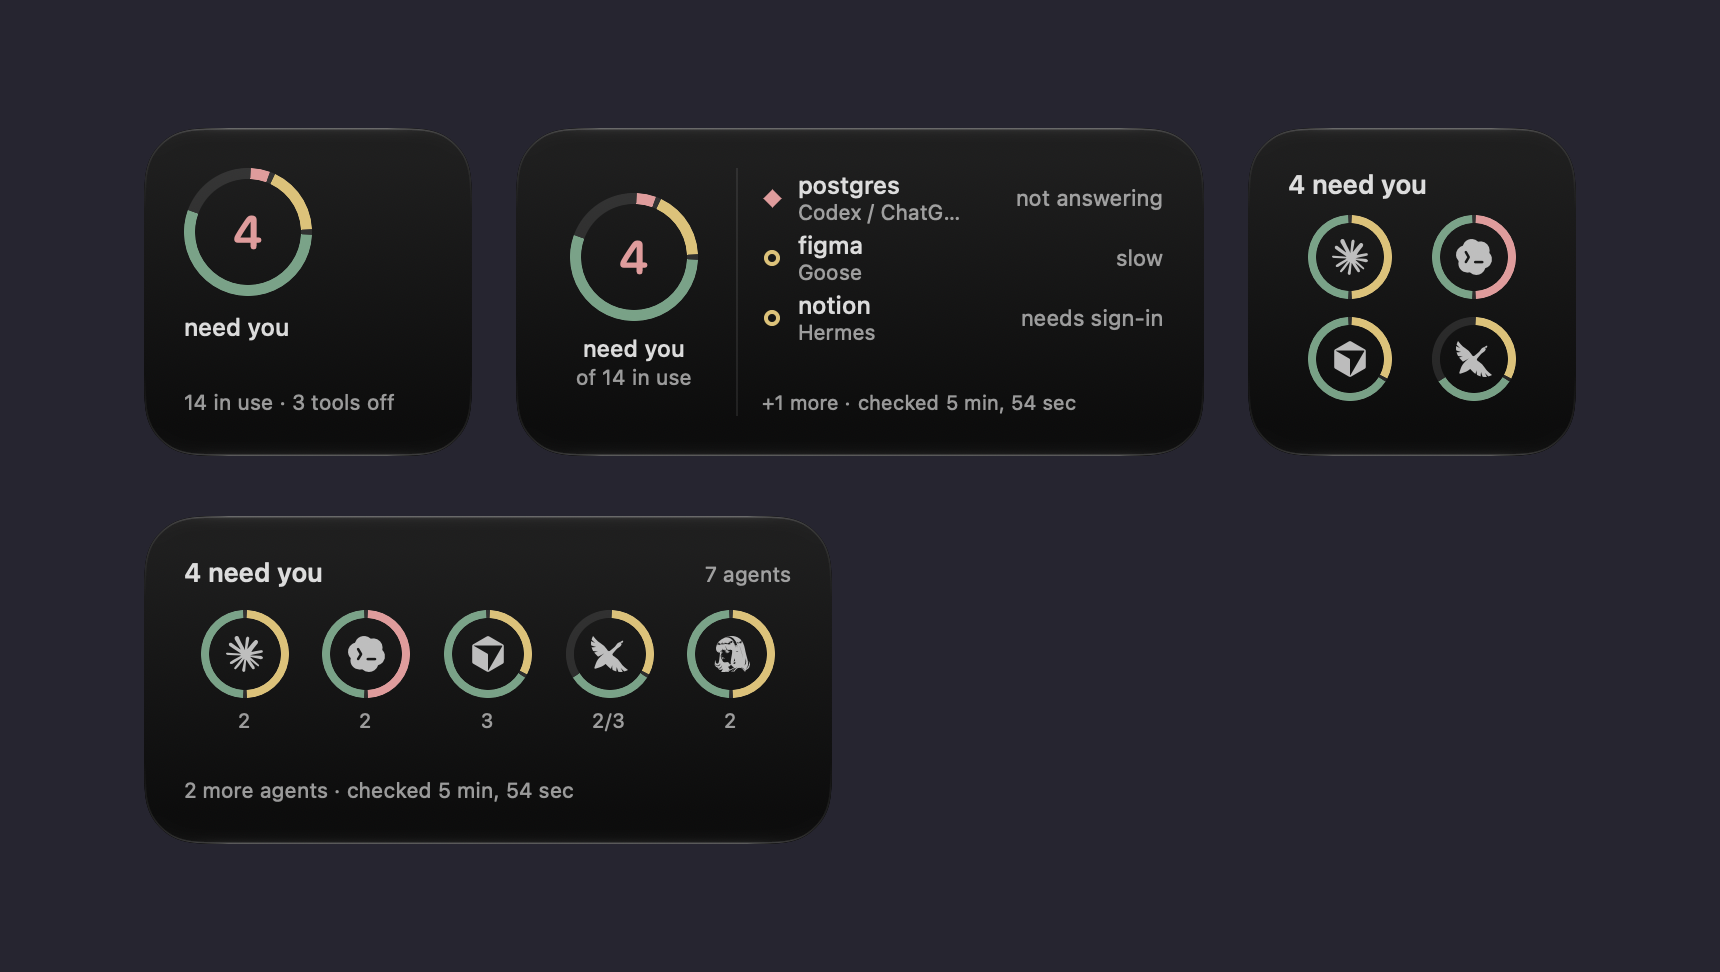 4
need you
14 in use · 3 tools off
4
need you
of 14 in use
postgres
Codex / ChatG...
not answering
figma
Goose
slow
notion
Hermes
needs sign-in
+1 more · checked 5 min, 54 sec
4 need you
4 need you
7 agents
2
2
3
2/3
2
2 more agents · checked 5 min, 54 sec